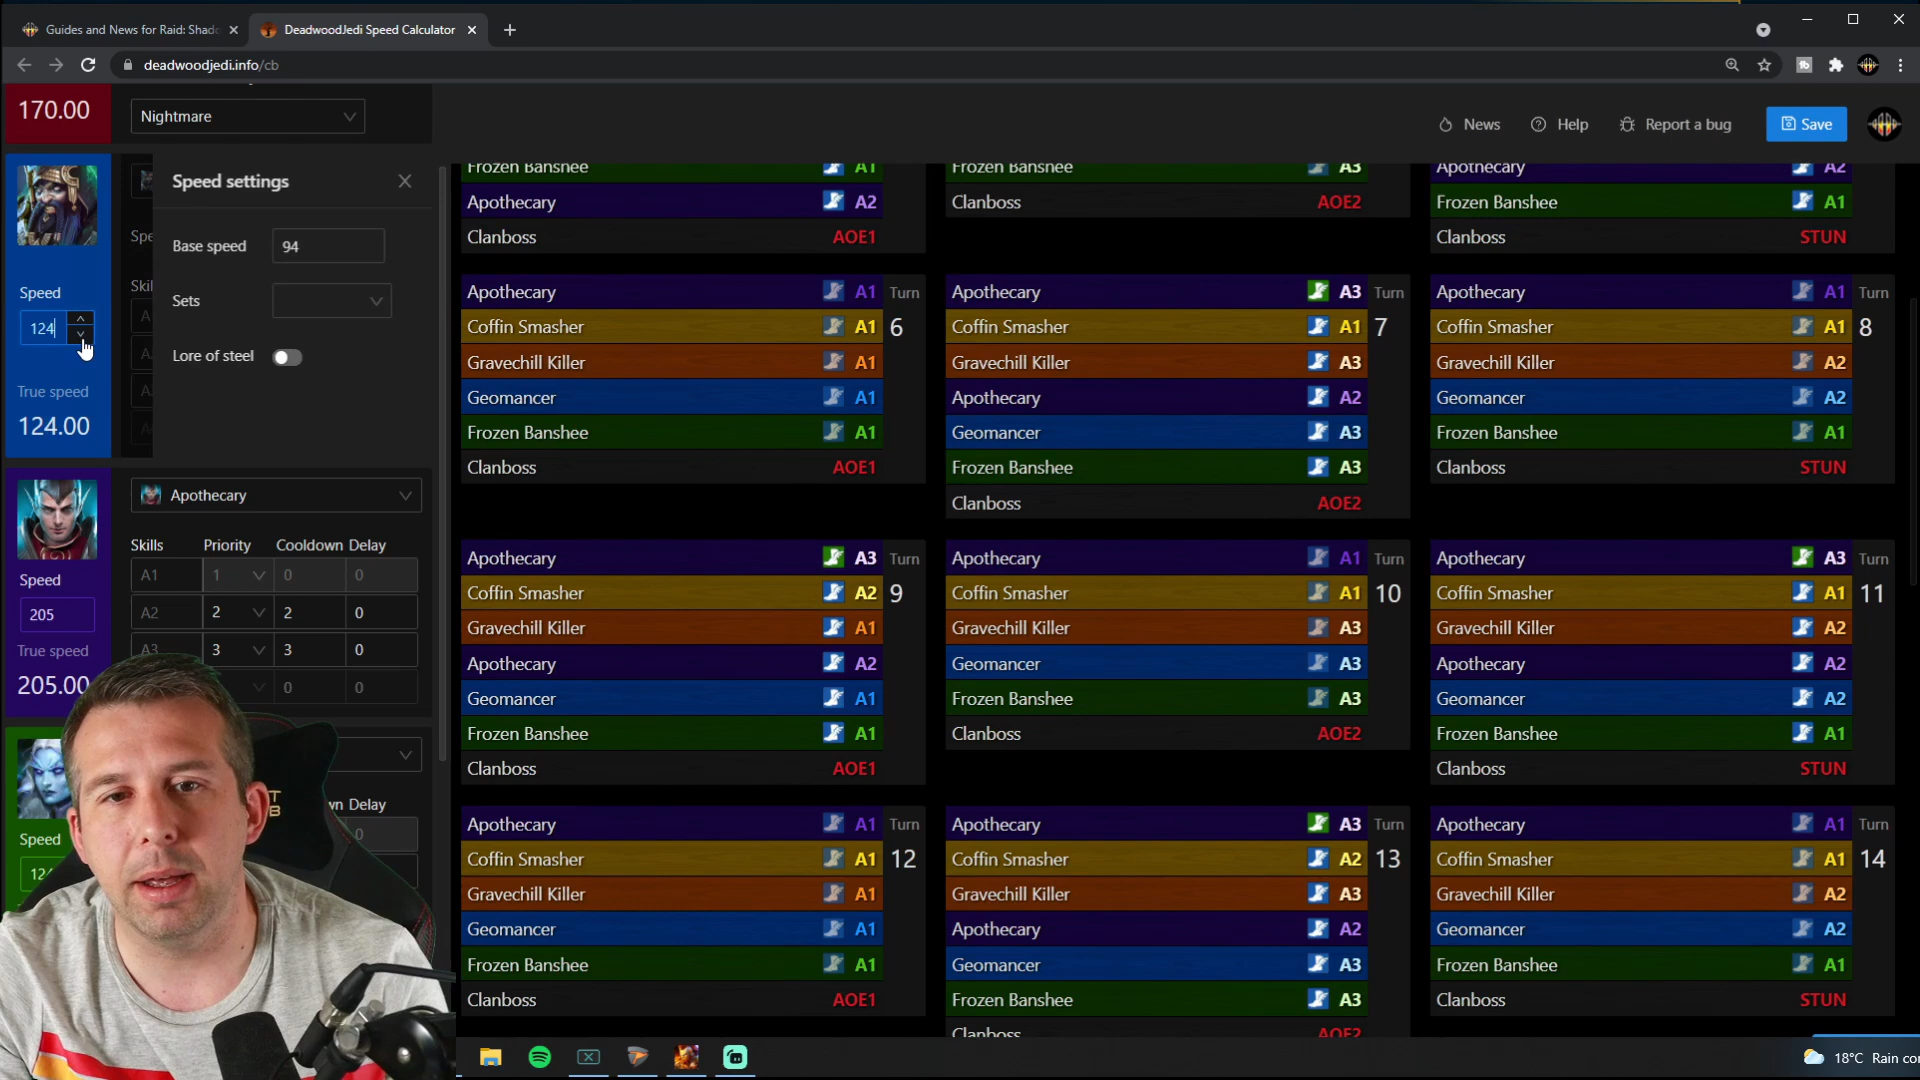 Guides and News for Raid: Shado
DeadwoodJedi Speed Calculator
deadwoodjedi.info/cb
170.00
Nightmare
News
Help
Report a bug
Save
Speed settings
Base speed
94
Sets
Lore of steel
Speed
124
True speed
124.00
Apothecary
Skills Priority Cooldown Delay
A1 1 0 0
A2 2 2 0
A3 3 3 0
0 0
Speed
205
True speed
205.00
Delay
0
Speed
124
Frozen Banshee A1
Apothecary A2
Clanboss AOE1
Frozen Banshee A3
Clanboss AOE2
Apothecary A2
Frozen Banshee A1
Clanboss STUN
Apothecary A1 Turn
Coffin Smasher A1 6
Gravechill Killer A1
Geomancer A1
Frozen Banshee A1
Clanboss AOE1
Apothecary A3 Turn
Coffin Smasher A1 7
Gravechill Killer A3
Apothecary A2
Geomancer A3
Frozen Banshee A3
Clanboss AOE2
Apothecary A1 Turn
Coffin Smasher A1 8
Gravechill Killer A2
Geomancer A2
Frozen Banshee A1
Clanboss STUN
Apothecary A3 Turn
Coffin Smasher A2 9
Gravechill Killer A1
Apothecary A2
Geomancer A1
Frozen Banshee A1
Clanboss AOE1
Apothecary A1 Turn
Coffin Smasher A1 10
Gravechill Killer A3
Geomancer A3
Frozen Banshee A3
Clanboss AOE2
Apothecary A3 Turn
Coffin Smasher A1 11
Gravechill Killer A2
Apothecary A2
Geomancer A2
Frozen Banshee A1
Clanboss STUN
Apothecary A1 Turn
Coffin Smasher A1 12
Gravechill Killer A1
Geomancer A1
Frozen Banshee A1
Clanboss AOE1
Apothecary A3 Turn
Coffin Smasher A2 13
Gravechill Killer A3
Apothecary A2
Geomancer A3
Frozen Banshee A3
Clanboss AOE2
Apothecary A1 Turn
Coffin Smasher A1 14
Gravechill Killer A2
Geomancer A2
Frozen Banshee A1
Clanboss STUN
18°C Rain co